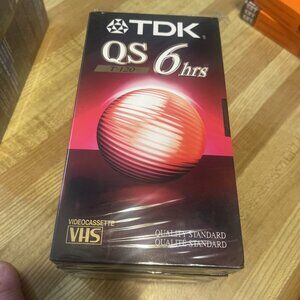 TDK
QS 6hrs
T-120
VIDEOCASSETTE
VHS
QUALITY STANDARD
QUALITÉ STANDARD